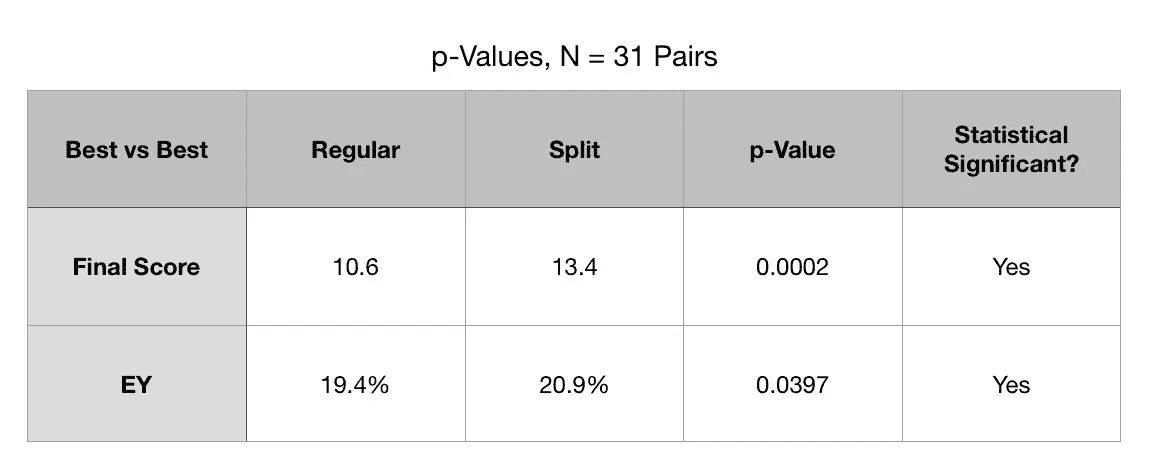 p-Values, N = 31 Pairs
Best vs Best Regular Split p-Value Statistical
Significant?
Final Score 10.6 13.4 0.0002 Yes
EY 19.4% 20.9% 0.0397 Yes